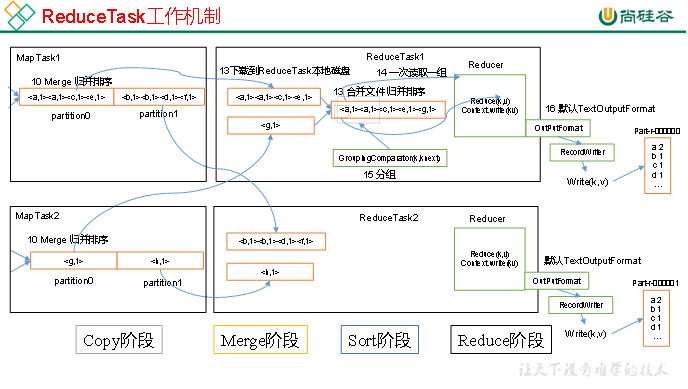 ReduceTask工作机制
尚硅谷
MapTask1
10 Merge 归并排序
<a,1><a,1><c,1><e,1>
<b,1><b,1><d,1><f,1>
partition0
partition1
ReduceTask1
13下载到ReduceTask本地磁盘
<a,1><a,1><c,1><e,1>
<g,1>
13 合并文件 归并排序
<a,1><a,1><c,1><e,1><g,1>
GroupingComparator(k,knext)
15 分组
14 一次读取一组
Reducer
Reduce(k,v)
Context.write(k,v)
16 默认TextOutputFormat
OutPutFormat
RecordWriter
Write(k,v)
Part-r-000000
a 2
b 1
c 1
d 1
...
MapTask2
10 Merge 归并排序
<g,1>
<h,1>
partition0
partition1
ReduceTask2
<b,1><b,1><d,1><f,1>
<h,1>
Reducer
Reduce(k,v)
Context.write(k,v)
默认TextOutputFormat
OutPutFormat
RecordWriter
Write(k,v)
Part-r-000001
a 2
b 1
c 1
d 1
...
Copy阶段
Merge阶段
Sort阶段
Reduce阶段
让天下没有难学的技术